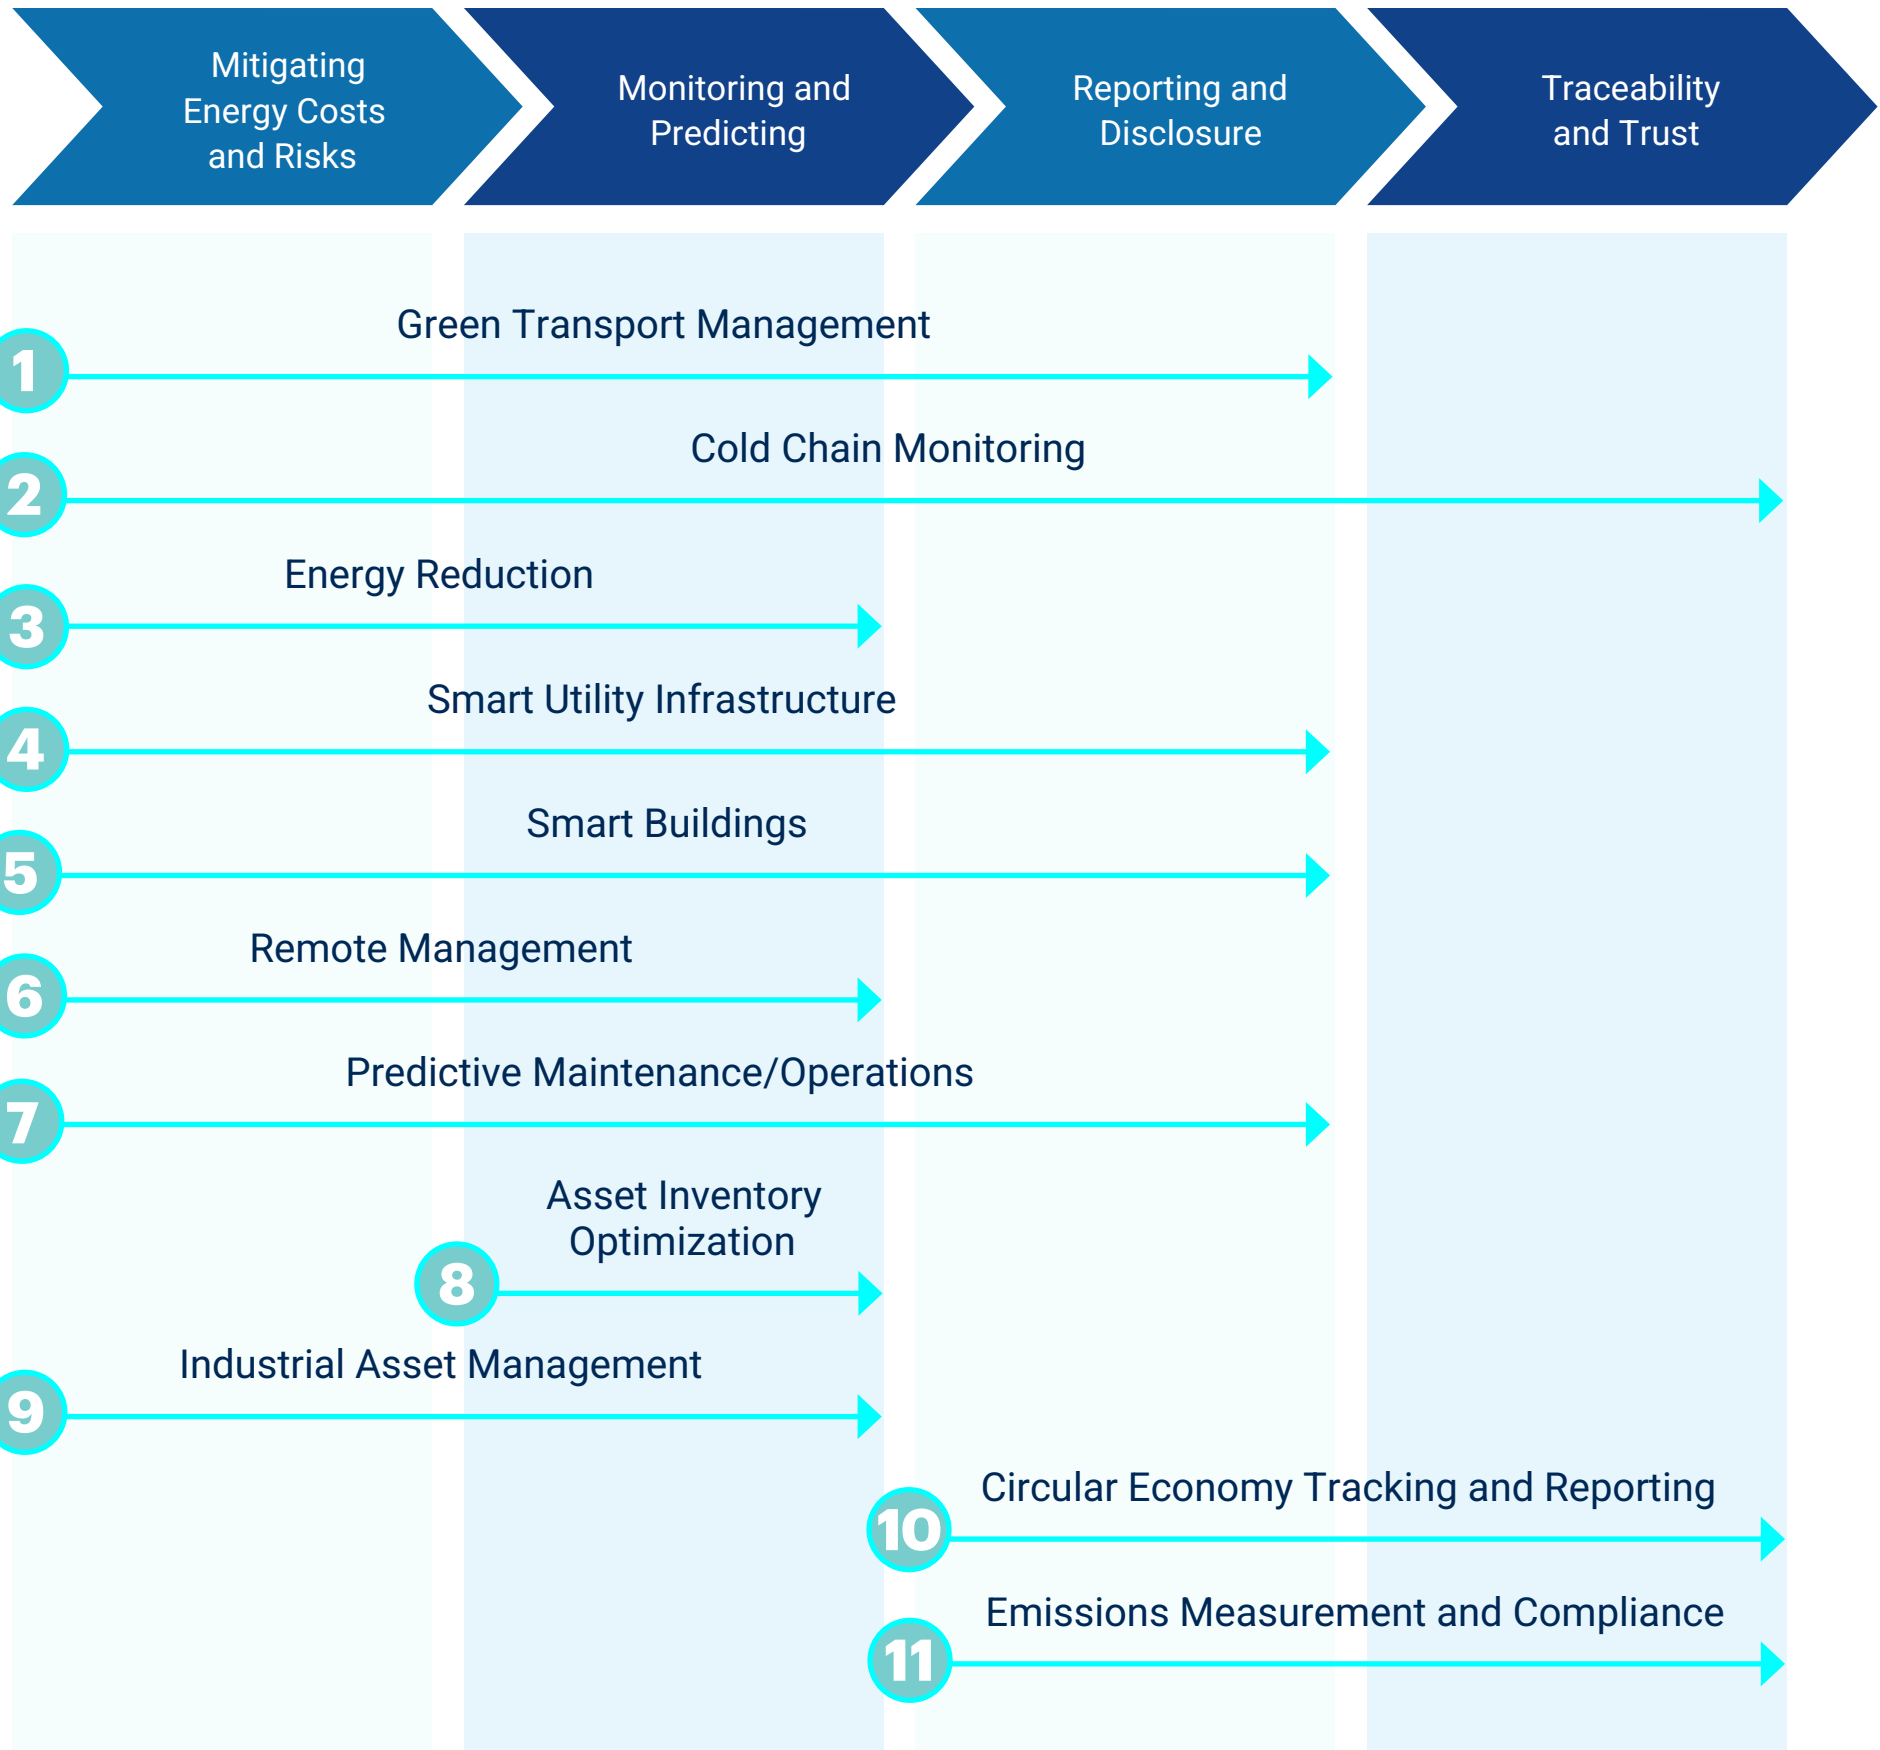 Mitigating
Energy Costs
and Risks
Monitoring and
Predicting
Reporting and
Disclosure
Traceability
and Trust
Green Transport Management
1
Cold Chain Monitoring
2
Energy Reduction
3
Smart Utility Infrastructure
4
Smart Buildings
5
Remote Management
6
Predictive Maintenance/Operations
7
Asset Inventory
Optimization
8
Industrial Asset Management
9
Circular Economy Tracking and Reporting
10
Emissions Measurement and Compliance
11